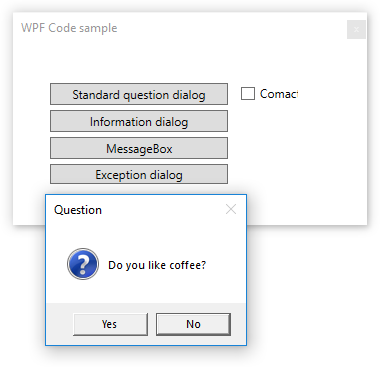 WPF Code sample
Standard question dialog
Comact
Information dialog
MessageBox
Exception dialog
Question
Do you like coffee?
Yes
No